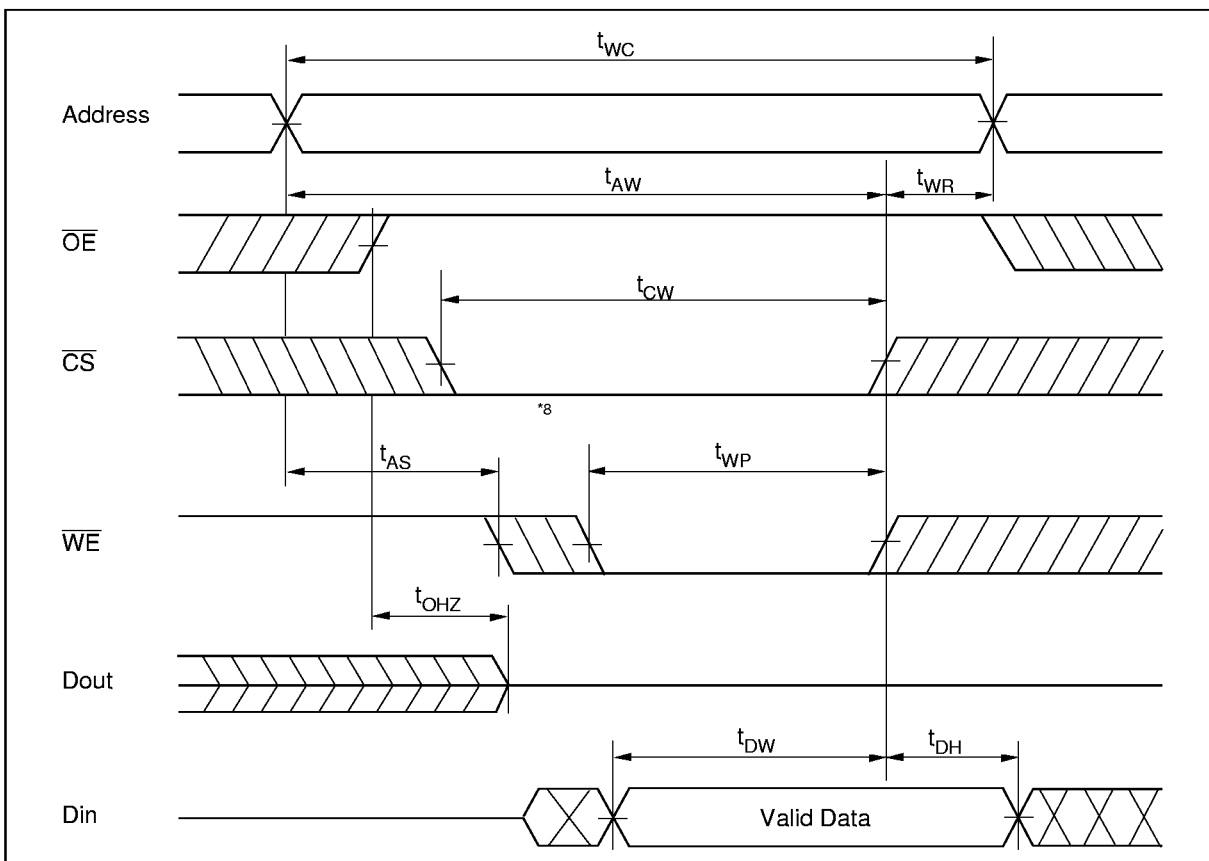 tWC
Address
tAW
tWR
OE
tCW
CS
*8
tAS
tWP
WE
tOHZ
Dout
tDW
tDH
Din
Valid Data